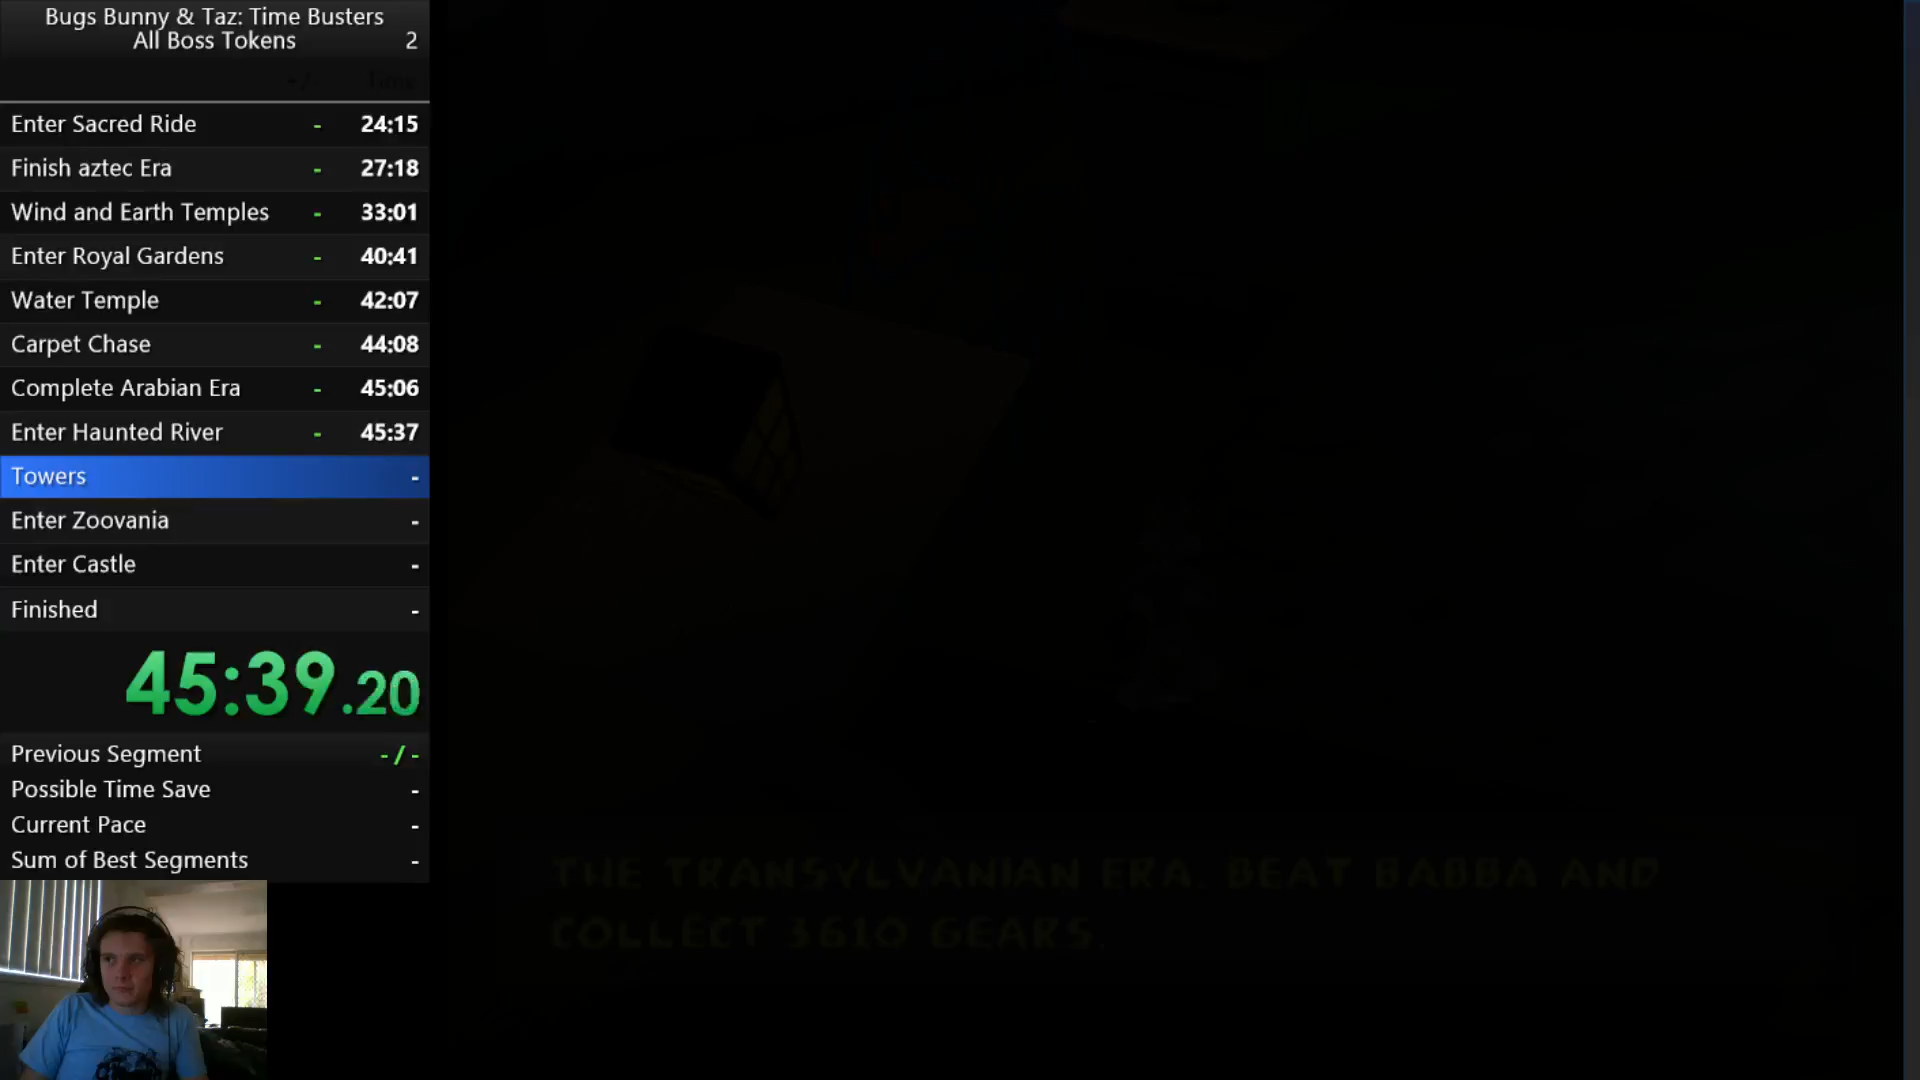 Bugs Bunny & Taz: Time Busters
All Boss Tokens 2
-/ Time
Enter Sacred Ride - 24:15
Finish aztec Era - 27:18
Wind and Earth Temples - 33:01
Enter Royal Gardens - 40:41
Water Temple - 42:07
Carpet Chase - 44:08
Complete Arabian Era - 45:06
Enter Haunted River - 45:37
Towers -
Enter Zoovania -
Enter Castle -
Finished -
45:39.20
Previous Segment - / -
Possible Time Save -
Current Pace -
Sum of Best Segments -
THE TRANSYLVANIAN ERA. BEAT BABBA AND
COLLECT 3610 GEARS.